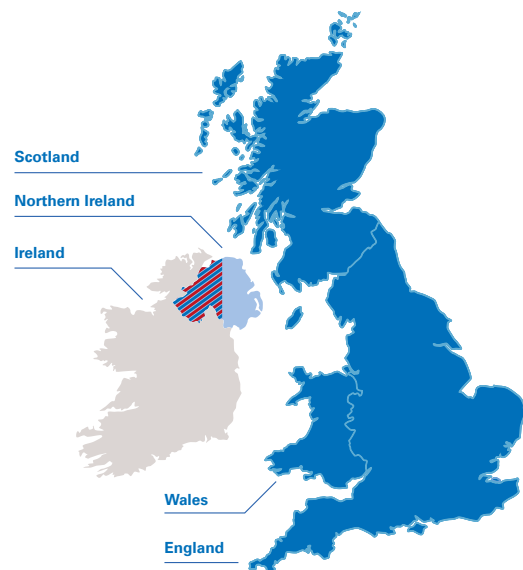 Scotland
Northern Ireland
Ireland
Wales
England